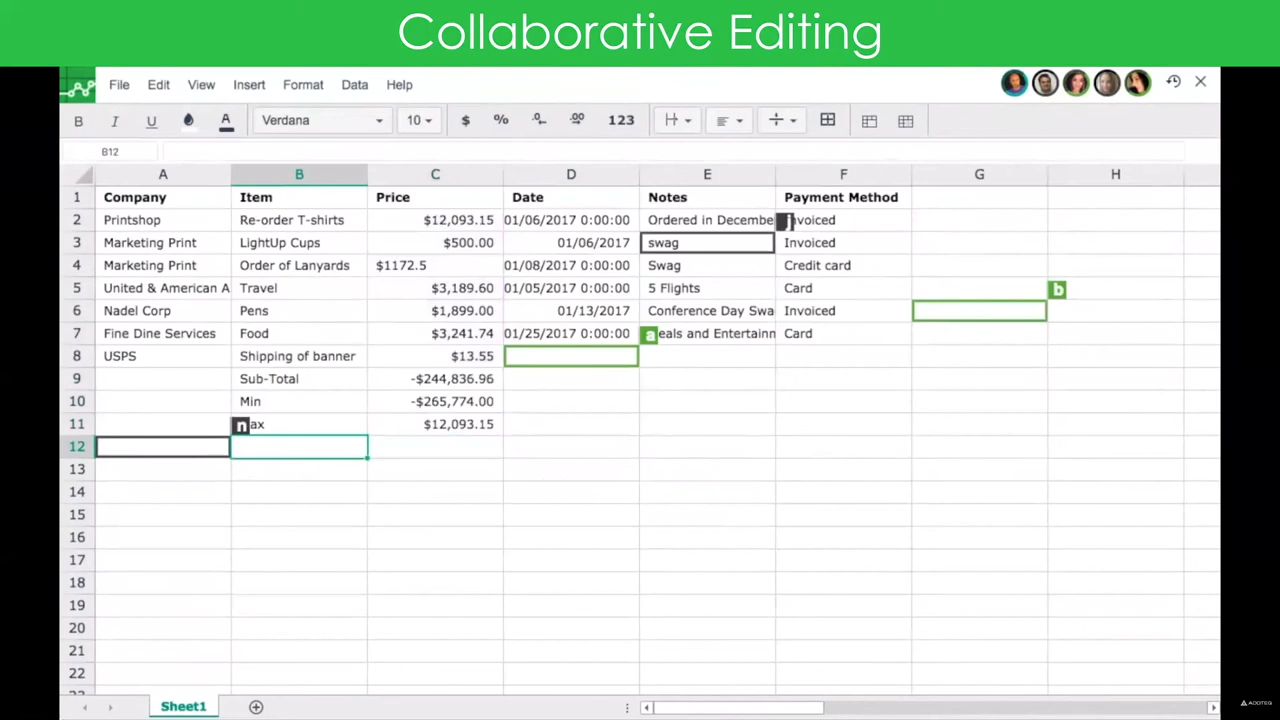 Collaborative Editing
File Edit View Insert Format Data Help
B I U A Verdana 10 $ % .0 .00 123
B12
A B C D E F G H
1 Company Item Price Date Notes Payment Method
2 Printshop Re-order T-shirts $12,093.15 01/06/2017 0:00:00 Ordered in Decembe j nvoiced
3 Marketing Print LightUp Cups $500.00 01/06/2017 swag Invoiced
4 Marketing Print Order of Lanyards $1172.5 01/08/2017 0:00:00 Swag Credit card
5 United & American A Travel $3,189.60 01/05/2017 0:00:00 5 Flights Card b
6 Nadel Corp Pens $1,899.00 01/13/2017 Conference Day Swa Invoiced
7 Fine Dine Services Food $3,241.74 01/25/2017 0:00:00 a eals and Entertainn Card
8 USPS Shipping of banner $13.55
9 Sub-Total -$244,836.96
10 Min -$265,774.00
11 n ax $12,093.15
12
13
14
15
16
17
18
19
20
21
22
Sheet1
ADDTEQ